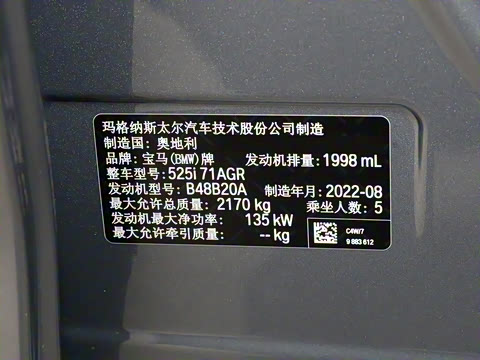 玛格纳斯太尔汽车技术股份公司制造
制造国: 奥地利
品牌: 宝马(BMW)牌 发动机排量: 1998 mL
整车型号: 525i 71AGR
发动机型号: B48B20A 制造年月: 2022-08
最大允许总质量: 2170 kg 乘坐人数: 5
发动机最大净功率: 135 kW
最大允许牵引质量: -- kg
C4W/7
9 883 612